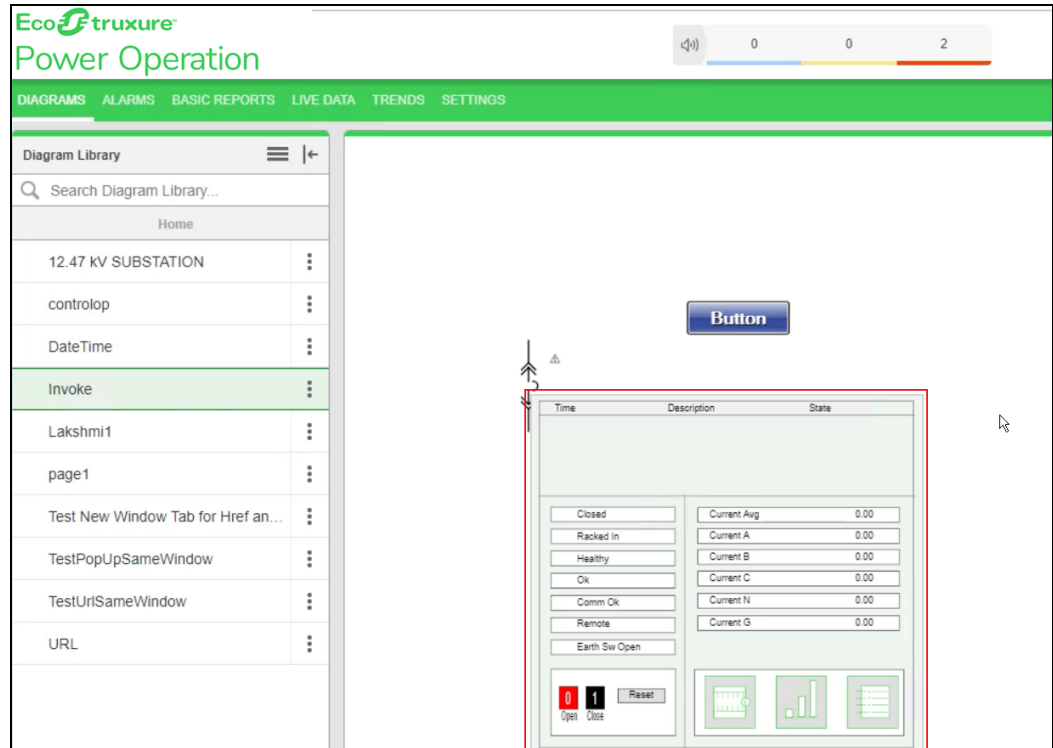 EcoStruxure
Power Operation
0 0 2
DIAGRAMS ALARMS BASIC REPORTS LIVE DATA TRENDS SETTINGS
Diagram Library
Search Diagram Library...
Home
12.47 kV SUBSTATION
controlop
DateTime
Invoke
Lakshmi1
page1
Test New Window Tab for Href an...
TestPopUpSameWindow
TestUrlSameWindow
URL
Button
Time Description State
Closed
Racked In
Healthy
Ok
Comm Ok
Remote
Earth Sw Open
Current Avg 0.00
Current A 0.00
Current B 0.00
Current C 0.00
Current N 0.00
Current G 0.00
0 1 Reset
Open Close